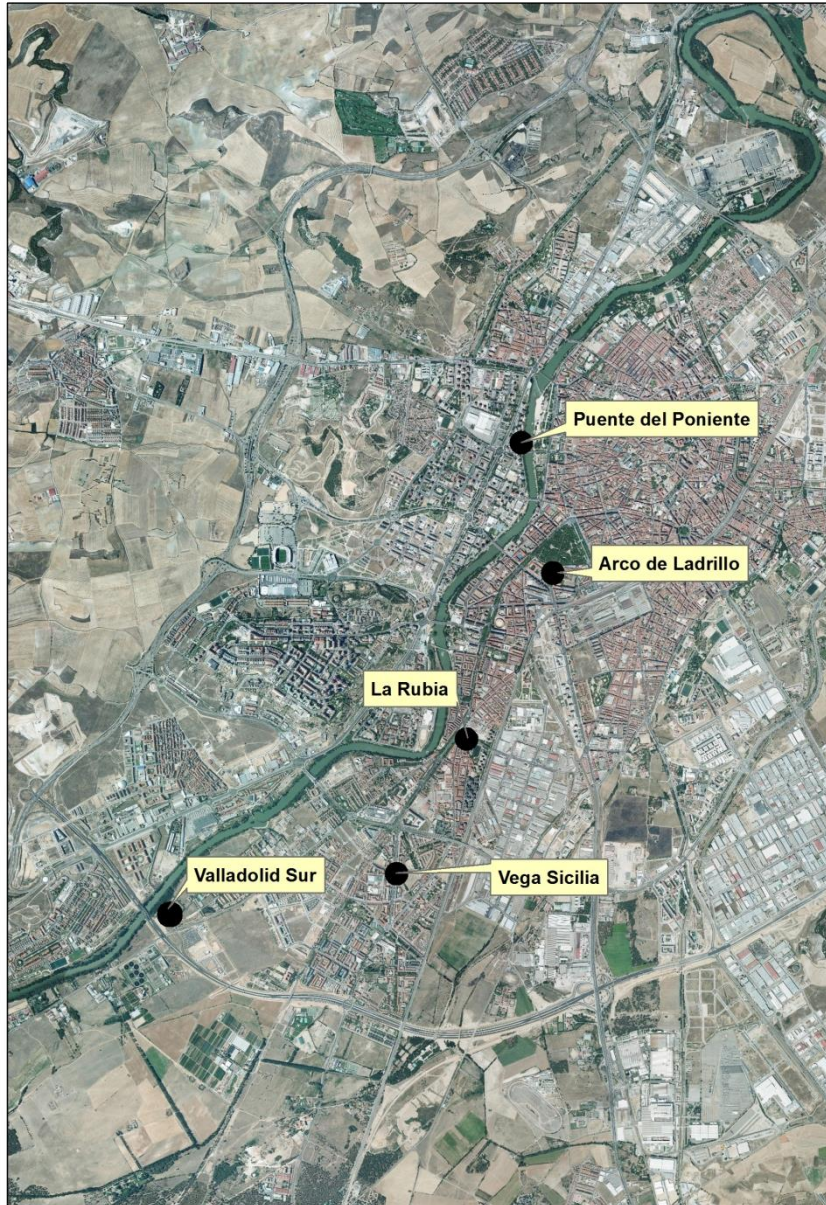 Puente del Poniente
Arco de Ladrillo
La Rubia
Valladolid Sur
Vega Sicilia